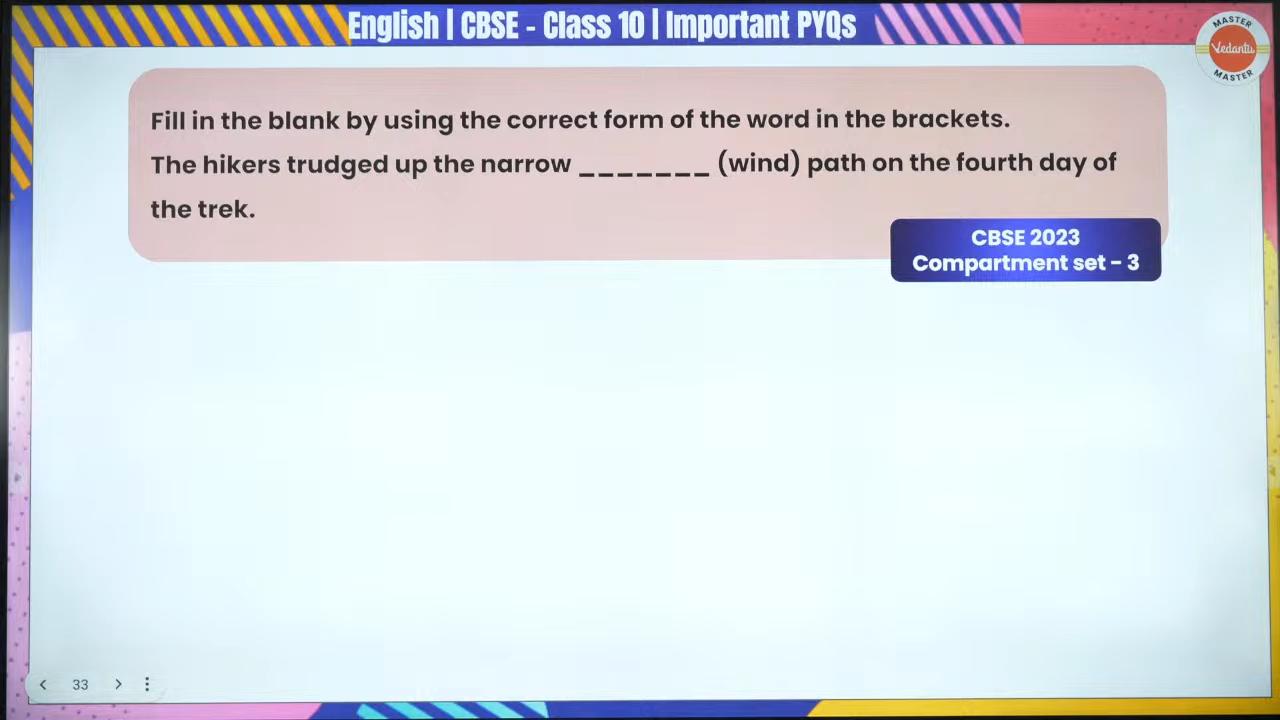 English | CBSE - Class 10 | Important PYQs
MASTER
Vedantu
MASTER
Fill in the blank by using the correct form of the word in the brackets.
The hikers trudged up the narrow _______ (wind) path on the fourth day of
the trek.
CBSE 2023
Compartment set - 3
33